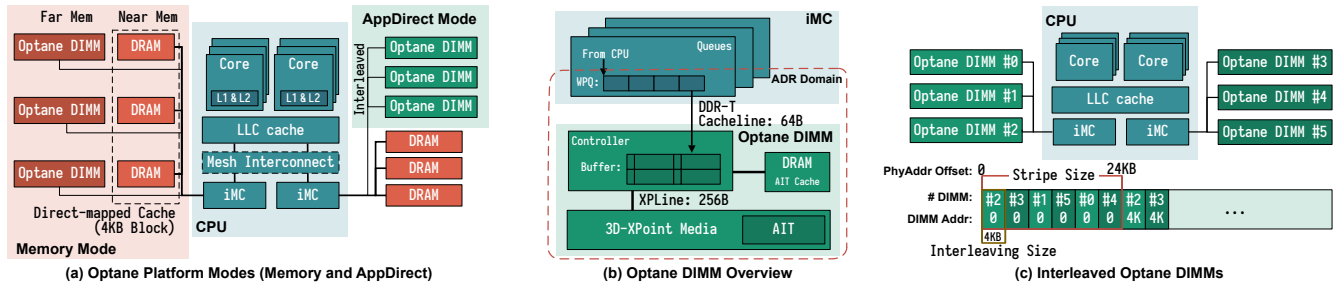 Far Mem
Near Mem
Optane DIMM
DRAM
Optane DIMM
DRAM
Optane DIMM
DRAM
Direct-mapped Cache
(4KB Block)
Memory Mode
Core
Core
L1&L2
L1&L2
LLC cache
Mesh Interconnect
iMC
iMC
CPU
AppDirect Mode
Interleaved
Optane DIMM
Optane DIMM
Optane DIMM
DRAM
DRAM
DRAM
(a) Optane Platform Modes (Memory and AppDirect)
iMC
Queues
From CPU
WPQ:
ADR Domain
DDR-T
Cacheline: 64B
Optane DIMM
Controller
Buffer:
DRAM
AIT Cache
XPLine: 256B
3D-XPoint Media
AIT
(b) Optane DIMM Overview
CPU
Optane DIMM #0
Optane DIMM #1
Optane DIMM #2
Core
Core
LLC cache
iMC
iMC
Optane DIMM #3
Optane DIMM #4
Optane DIMM #5
PhyAddr Offset: 0 24KB
Stripe Size
# DIMM: #2 #3 #1 #5 #0 #4 #2 #3
DIMM Addr: 0 0 0 0 0 0 4K 4K ...
4KB
Interleaving Size
(c) Interleaved Optane DIMMs